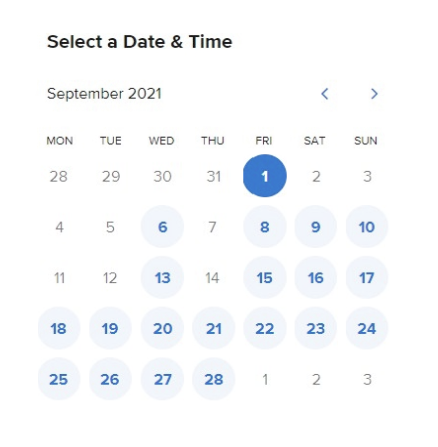 Select a Date & Time
September 2021
MON TUE WED THU FRI SAT SUN
28 29 30 31 1 2 3
4 5 6 7 8 9 10
11 12 13 14 15 16 17
18 19 20 21 22 23 24
25 26 27 28 1 2 3